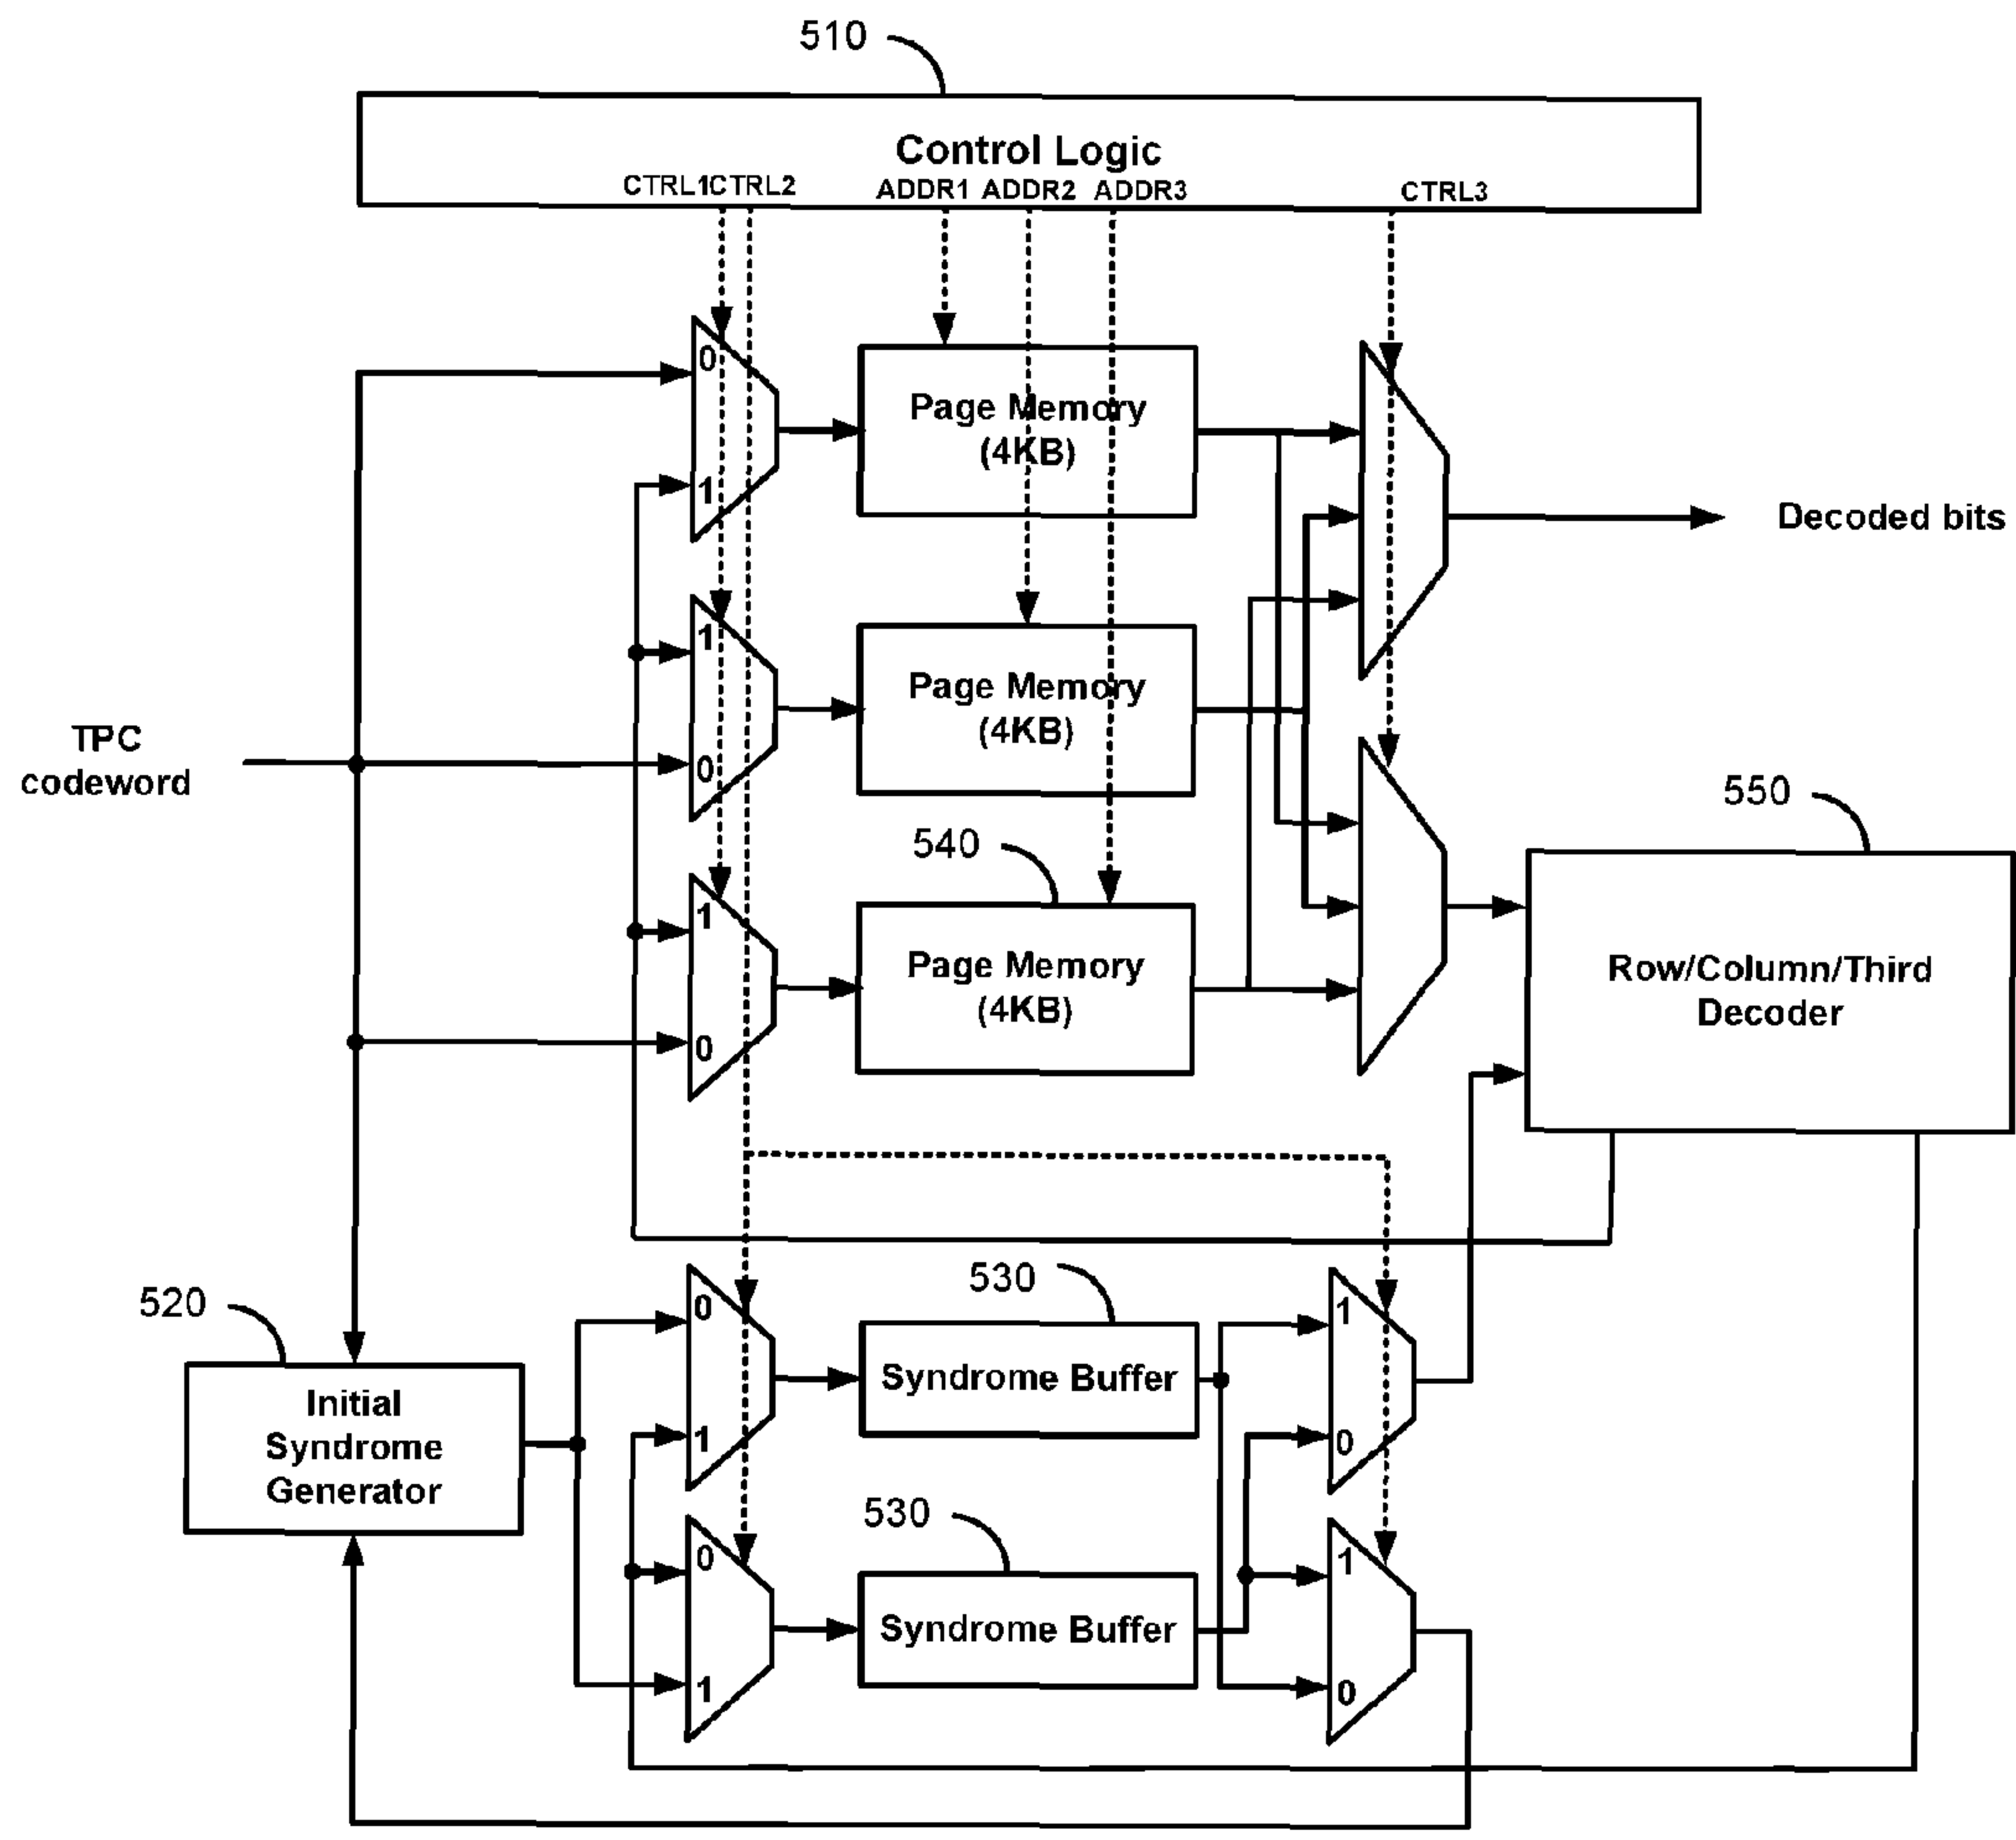 510
Control Logic
CTRL1CTRL2
ADDR1 ADDR2 ADDR3
CTRL3
0
1
Page Memory
(4KB)
Decoded bits
1
0
Page Memory
(4KB)
TPC
codeword
540
550
1
0
Page Memory
(4KB)
Row/Column/Third
Decoder
520
530
0
1
Syndrome Buffer
1
0
Initial
Syndrome
Generator
530
0
1
Syndrome Buffer
1
0